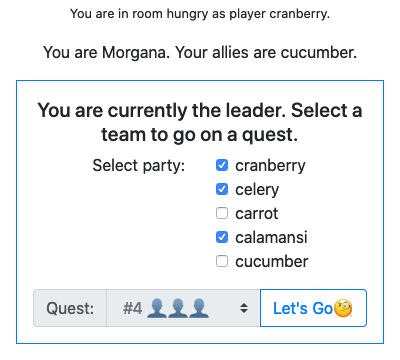 You are in room hungry as player cranberry.
You are Morgana. Your allies are cucumber.
You are currently the leader. Select a
team to go on a quest.
Select party:
cranberry
celery
carrot
calamansi
cucumber
Quest: #4 👤👤👤 Let's Go🧐